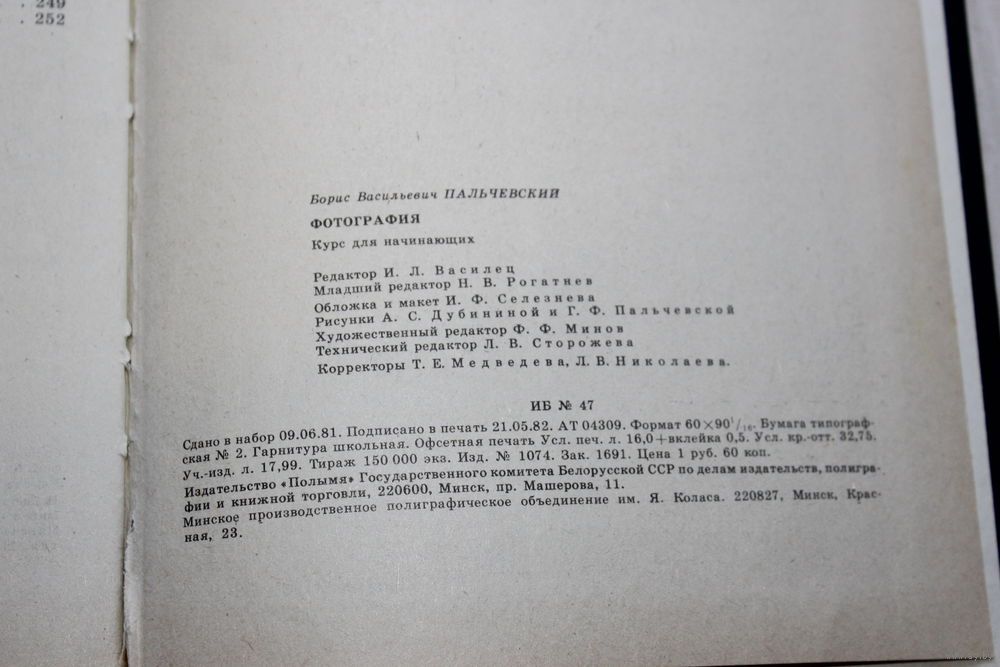 . 249
. 252
Борис Васильевич ПАЛЬЧЕВСКИЙ
ФОТОГРАФИЯ
Курс для начинающих
Редактор И. Л. Василец
Младший редактор Н. В. Рогатнев
Обложка и макет И. Ф. Селезнева
Рисунки А. С. Дубининой и Г. Ф. Пальчевской
Художественный редактор Ф. Ф. Минов
Технический редактор Л. В. Сторожева
Корректоры Т. Е. Медведева, Л. В. Николаева.
ИБ № 47
Сдано в набор 09.06.81. Подписано в печать 21.05.82. АТ 04309. Формат 60×90¹/₁₆. Бумага типограф-
ская № 2. Гарнитура школьная. Офсетная печать Усл. печ. л. 16,0+вклейка 0,5. Усл. кр.-отт. 32,75.
Уч.-изд. л. 17,99. Тираж 150 000 экз. Изд. № 1074. Зак. 1691. Цена 1 руб. 60 коп.
Издательство «Полымя» Государственного комитета Белорусской ССР по делам издательств, полигра-
фии и книжной торговли, 220600, Минск, пр. Машерова, 11.
Минское производственное полиграфическое объединение им. Я. Коласа. 220827, Минск, Крас-
ная, 23.